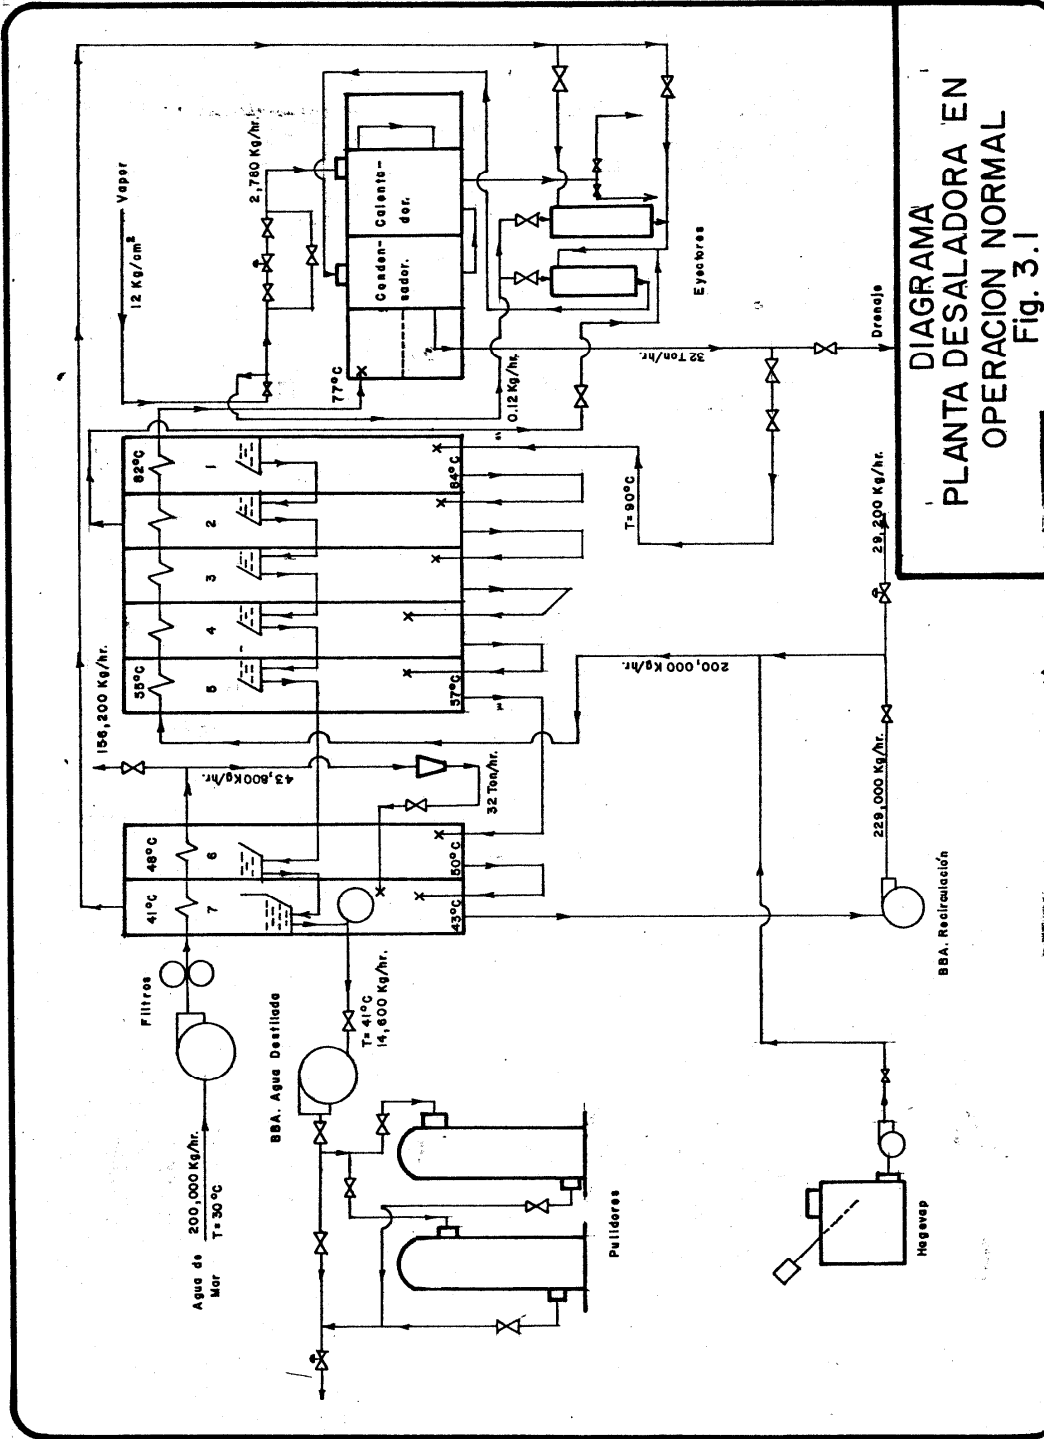 DIAGRAMA
PLANTA DESALADORA EN
OPERACION NORMAL
Fig. 3.1
Vapor
12 Kg/cm²
2,780 Kg/hr.
Conden-
sador.
Calenta-
dor.
77°C
0.12 Kg/hr.
Eyectores
32 Ton/hr.
Drenaje
82°C
1
2
3
4
5
55°C
84°C
57°C
T=90°C
156,200 Kg/hr.
43,800Kg/hr.
32 Ton/hr.
48°C
41°C
6
7
50°C
43°C
200,000 Kg/hr.
29,200 Kg/hr.
229,000 Kg/hr.
BBA. Recirculación
Filtros
Agua de
Mar
200,000 Kg/hr.
T=30°C
BBA. Agua Destilada
T=41°C
14,600 Kg/hr.
Pulidores
Hagevap